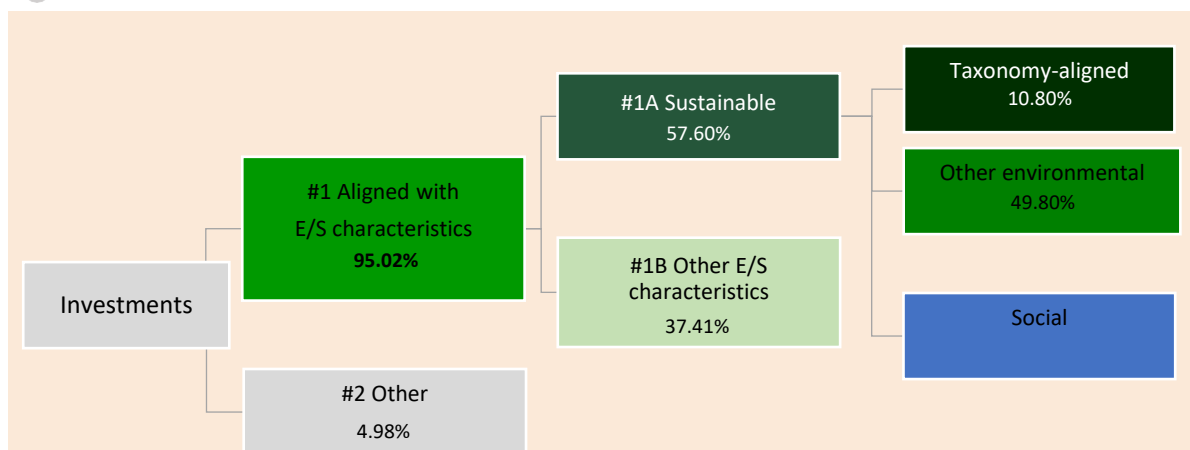 Investments
#1 Aligned with
E/S characteristics
95.02%
#2 Other
4.98%
#1A Sustainable
57.60%
#1B Other E/S
characteristics
37.41%
Taxonomy-aligned
10.80%
Other environmental
49.80%
Social